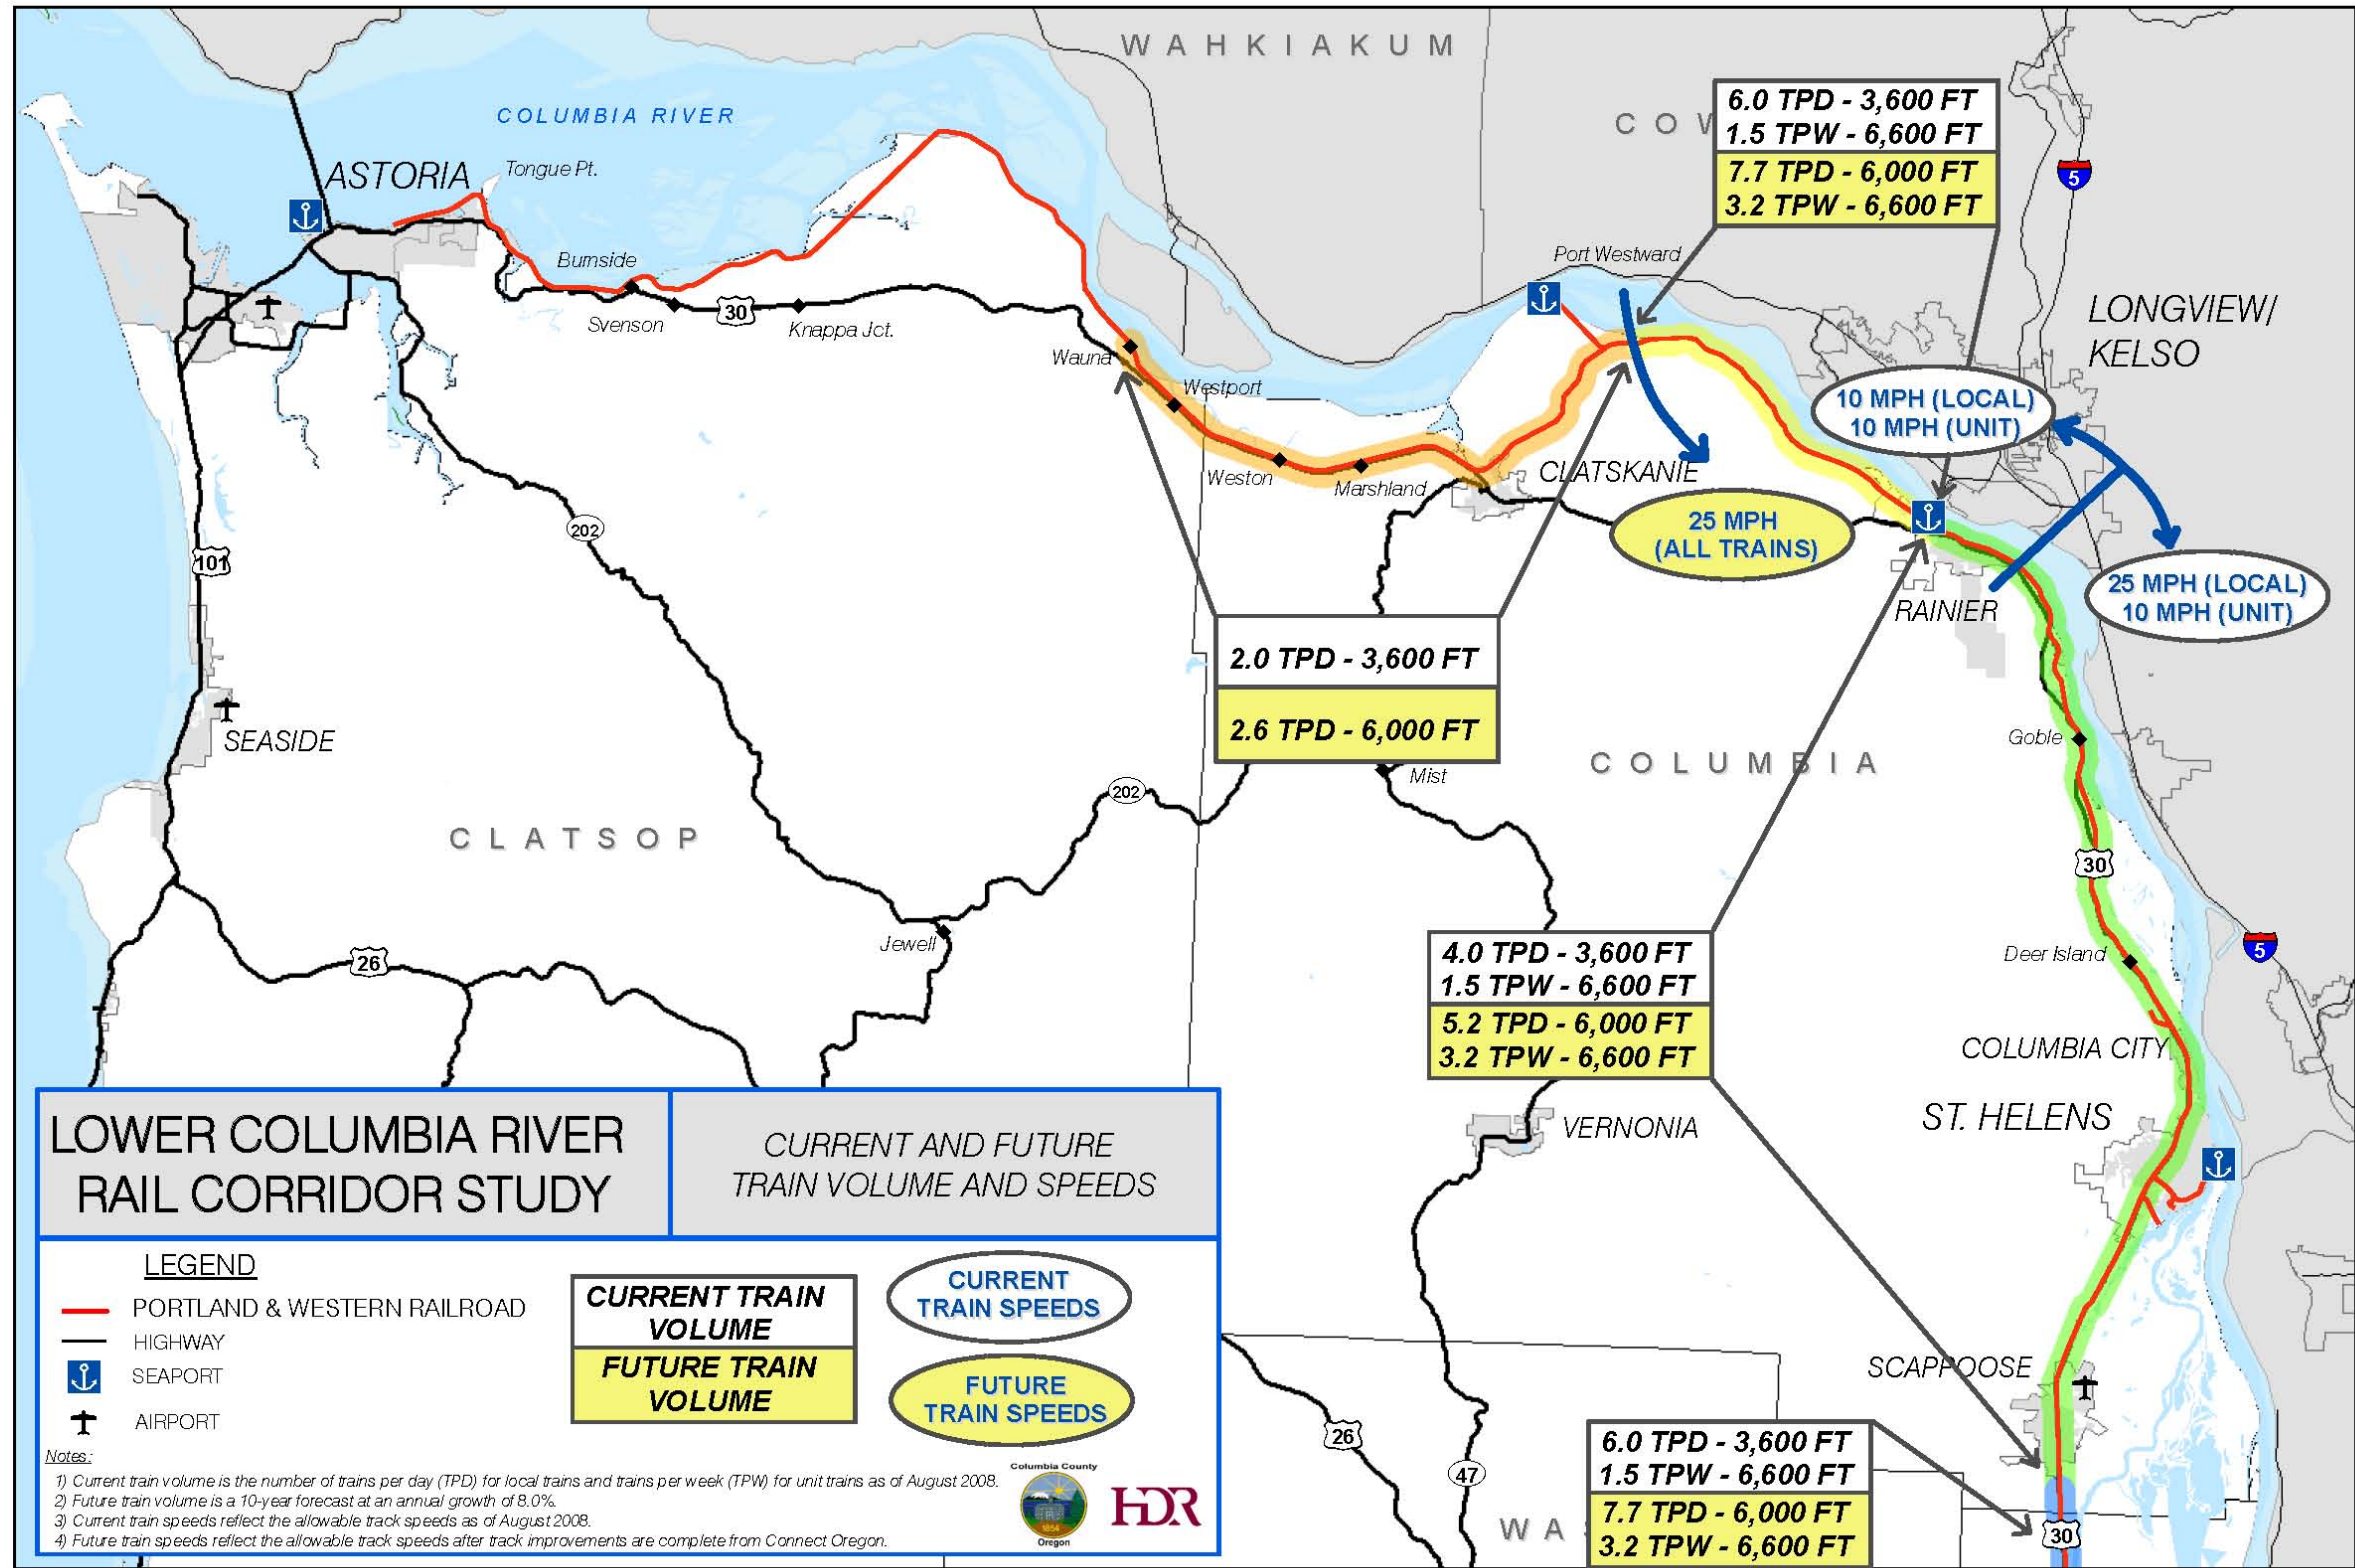 WAHKIAKUM
COLUMBIA RIVER
6.0 TPD - 3,600 FT
1.5 TPW - 6,600 FT
7.7 TPD - 6,000 FT
3.2 TPW - 6,600 FT
COW
5
ASTORIA
Tongue Pt.
Burnside
Port Westward
LONGVIEW/
KELSO
30
Svenson
Knappa Jct.
Wauna
Westport
10 MPH (LOCAL)
10 MPH (UNIT)
Weston
Marshland
CLATSKANIE
202
25 MPH
(ALL TRAINS)
101
25 MPH (LOCAL)
10 MPH (UNIT)
RAINIER
2.0 TPD - 3,600 FT
2.6 TPD - 6,000 FT
SEASIDE
Goble
COLUMBIA
Mist
202
CLATSOP
30
Jewell
26
4.0 TPD - 3,600 FT
1.5 TPW - 6,600 FT
5.2 TPD - 6,000 FT
3.2 TPW - 6,600 FT
Deer Island
5
COLUMBIA CITY
ST. HELENS
VERNONIA
SCAPPOOSE
26
47
6.0 TPD - 3,600 FT
1.5 TPW - 6,600 FT
7.7 TPD - 6,000 FT
3.2 TPW - 6,600 FT
WA
30
LOWER COLUMBIA RIVER
RAIL CORRIDOR STUDY
CURRENT AND FUTURE
TRAIN VOLUME AND SPEEDS
LEGEND
PORTLAND & WESTERN RAILROAD
HIGHWAY
SEAPORT
AIRPORT
CURRENT TRAIN
VOLUME
FUTURE TRAIN
VOLUME
CURRENT
TRAIN SPEEDS
FUTURE
TRAIN SPEEDS
Notes:
1) Current train volume is the number of trains per day (TPD) for local trains and trains per week (TPW) for unit trains as of August 2008.
2) Future train volume is a 10-year forecast at an annual growth of 8.0%.
3) Current train speeds reflect the allowable track speeds as of August 2008.
4) Future train speeds reflect the allowable track speeds after track improvements are complete from Connect Oregon.
Columbia County
1854
Oregon
HDR